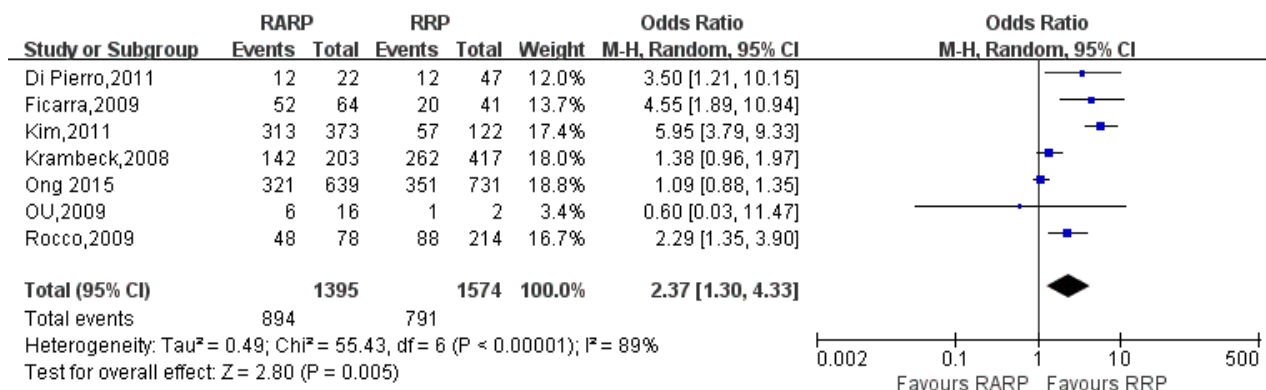 RARP RRP Odds Ratio Odds Ratio
Study or Subgroup Events Total Events Total Weight M-H, Random, 95% CI M-H, Random, 95% CI
Di Pierro,2011 12 22 12 47 12.0% 3.50 [1.21, 10.15]
Ficarra,2009 52 64 20 41 13.7% 4.55 [1.89, 10.94]
Kim,2011 313 373 57 122 17.4% 5.95 [3.79, 9.33]
Krambeck,2008 142 203 262 417 18.0% 1.38 [0.96, 1.97]
Ong 2015 321 639 351 731 18.8% 1.09 [0.88, 1.35]
OU,2009 6 16 1 2 3.4% 0.60 [0.03, 11.47]
Rocco,2009 48 78 88 214 16.7% 2.29 [1.35, 3.90]
Total (95% CI) 1395 1574 100.0% 2.37 [1.30, 4.33]
Total events 894 791
Heterogeneity: Tau² = 0.49; Chi² = 55.43, df = 6 (P < 0.00001); I² = 89%
Test for overall effect: Z = 2.80 (P = 0.005)
0.002 0.1 1 10 500
Favours RARP Favours RRP